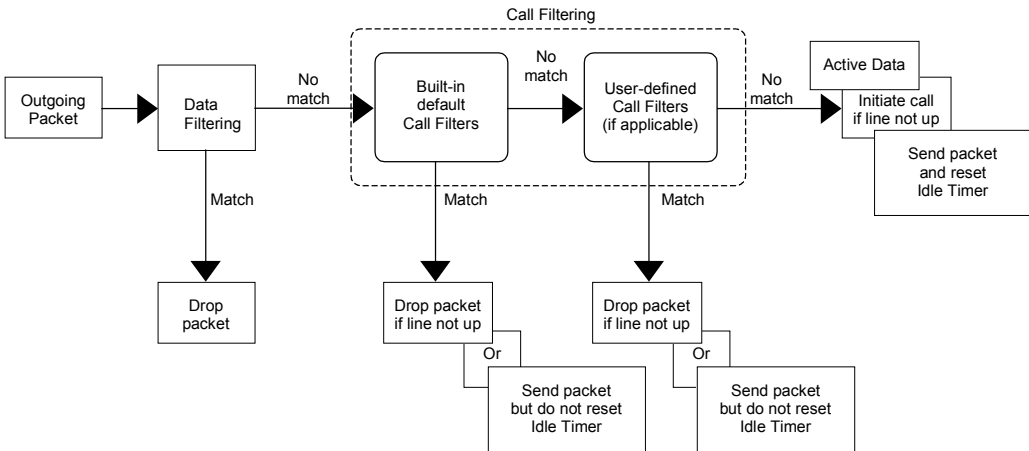 Call Filtering
Outgoing
Packet
Data
Filtering
No
match
Built-in
default
Call Filters
No
match
User-defined
Call Filters
(if applicable)
No
match
Active Data
Initiate call
if line not up
Send packet
and reset
Idle Timer
Match
Match
Match
Drop
packet
Drop packet
if line not up
Or
Send packet
but do not reset
Idle Timer
Drop packet
if line not up
Or
Send packet
but do not reset
Idle Timer